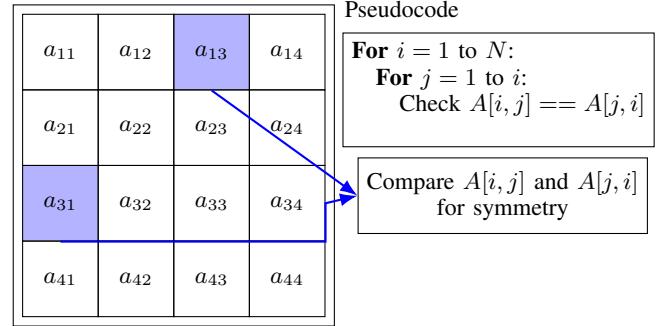 Pseudocode
a₁₁ a₁₂ a₁₃ a₁₄
a₂₁ a₂₂ a₂₃ a₂₄
a₃₁ a₃₂ a₃₃ a₃₄
a₄₁ a₄₂ a₄₃ a₄₄
For i = 1 to N:
For j = 1 to i:
Check A[i, j] == A[j, i]
Compare A[i, j] and A[j, i]
for symmetry